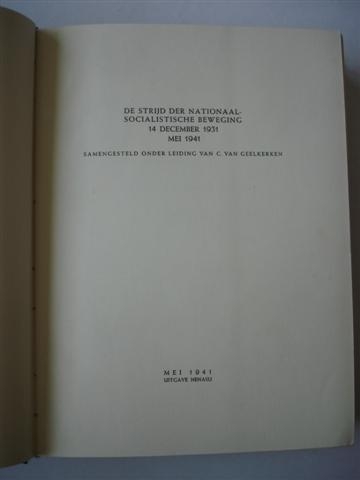 DE STRIJD DER NATIONAAL-
SOCIALISTISCHE BEWEGING
14 DECEMBER 1931
MEI 1941
SAMENGESTELD ONDER LEIDING VAN C. VAN GEELKERKEN
MEI 1941
UITGAVE NENASU